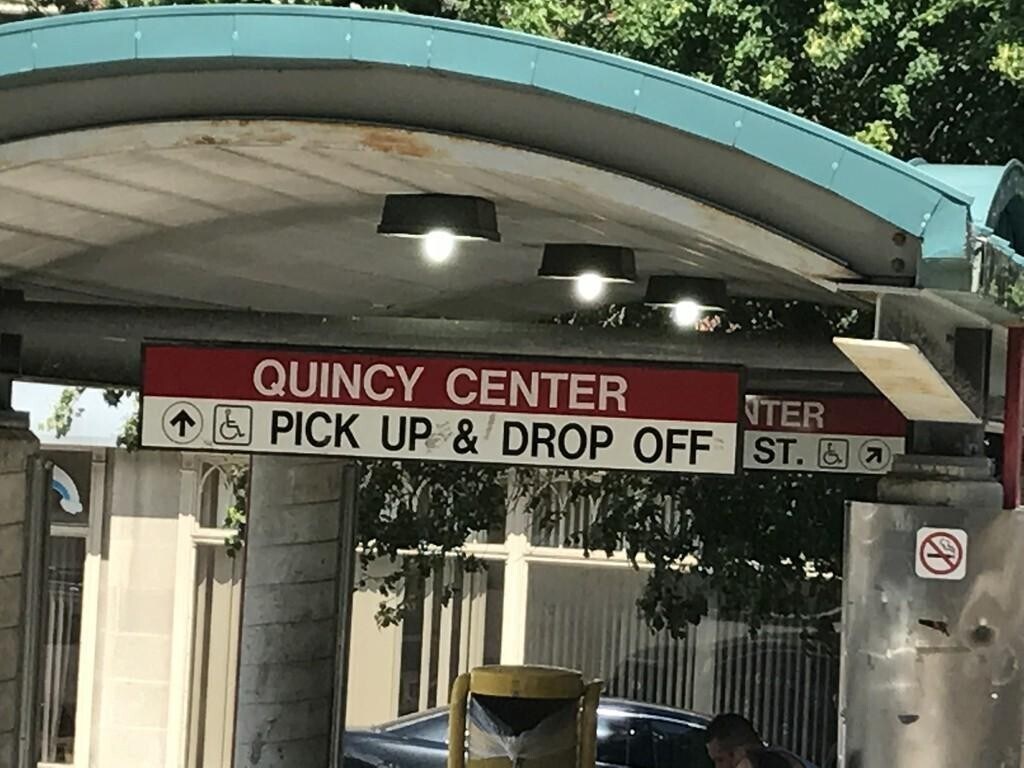 QUINCY CENTER
PICK UP & DROP OFF
NTER
ST.